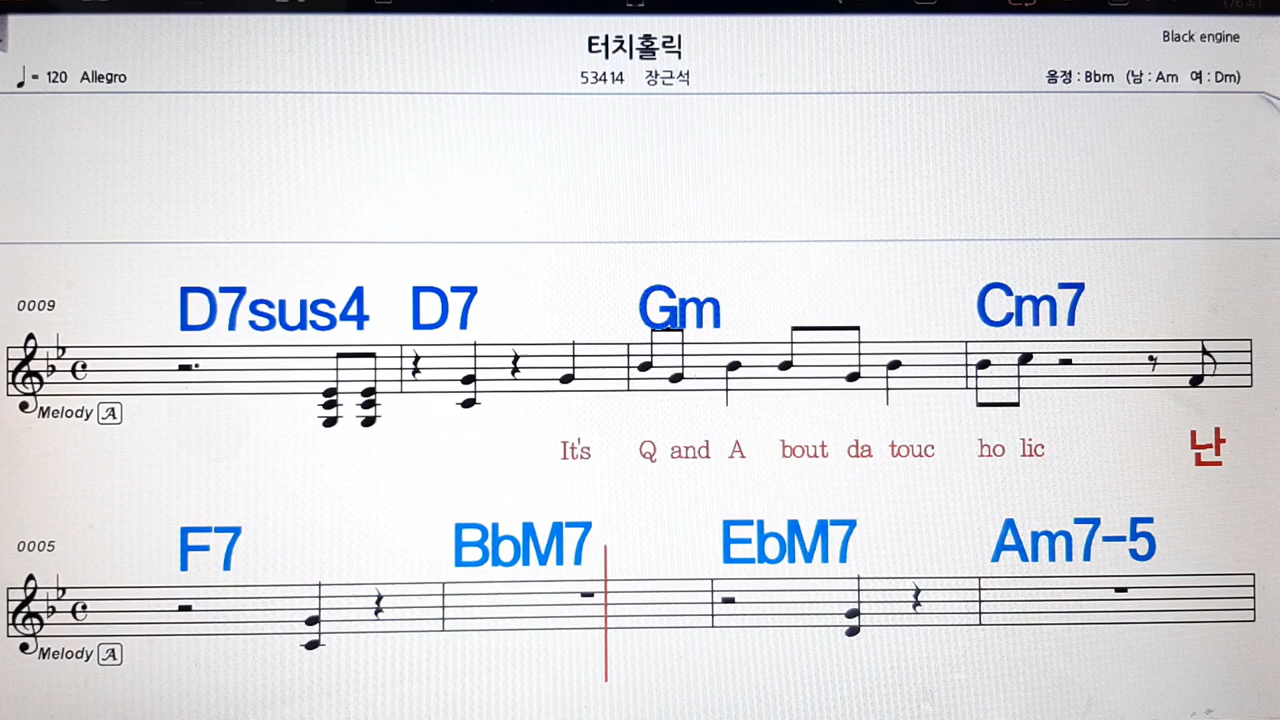 터치홀릭
Black engine
♩= 120 Allegro
53414 장근석
음정 : Bbm (남 : Am 여 : Dm)
0009
D7sus4 D7 Gm Cm7
Melody A
It's Q and A bout da touc ho lic 난
0005
F7 BbM7 EbM7 Am7-5
Melody A